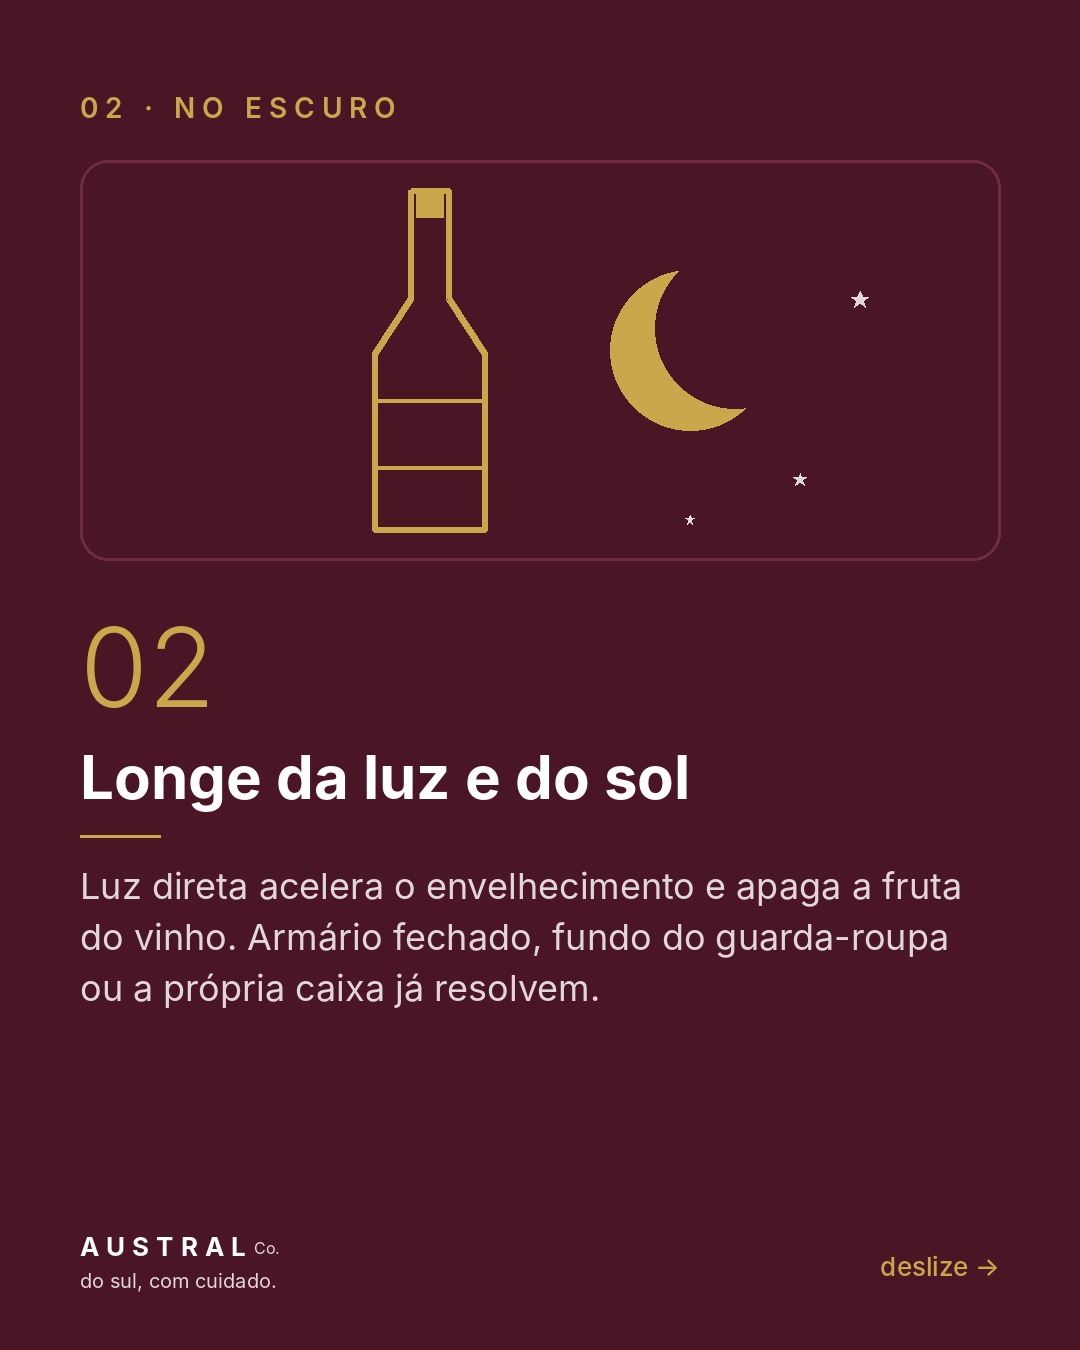 02 · NO ESCURO
02
Longe da luz e do sol
Luz direta acelera o envelhecimento e apaga a fruta
do vinho. Armário fechado, fundo do guarda-roupa
ou a própria caixa já resolvem.
AUSTRAL Co.
do sul, com cuidado.
deslize →